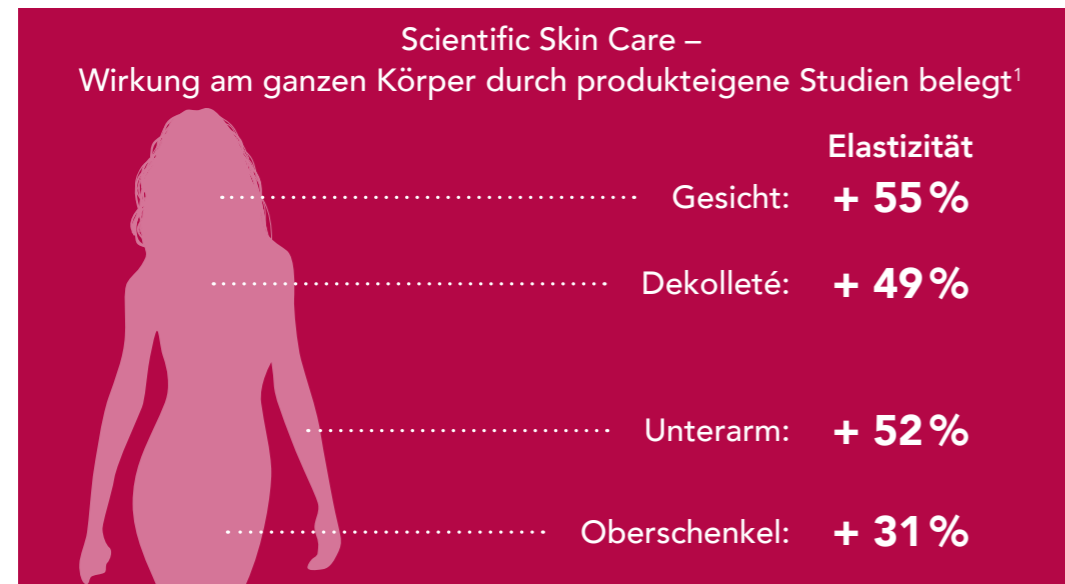 Scientific Skin Care –
Wirkung am ganzen Körper durch produkteigene Studien belegt¹
Elastizität
Gesicht: + 55 %
Dekolleté: + 49 %
Unterarm: + 52 %
Oberschenkel: + 31 %